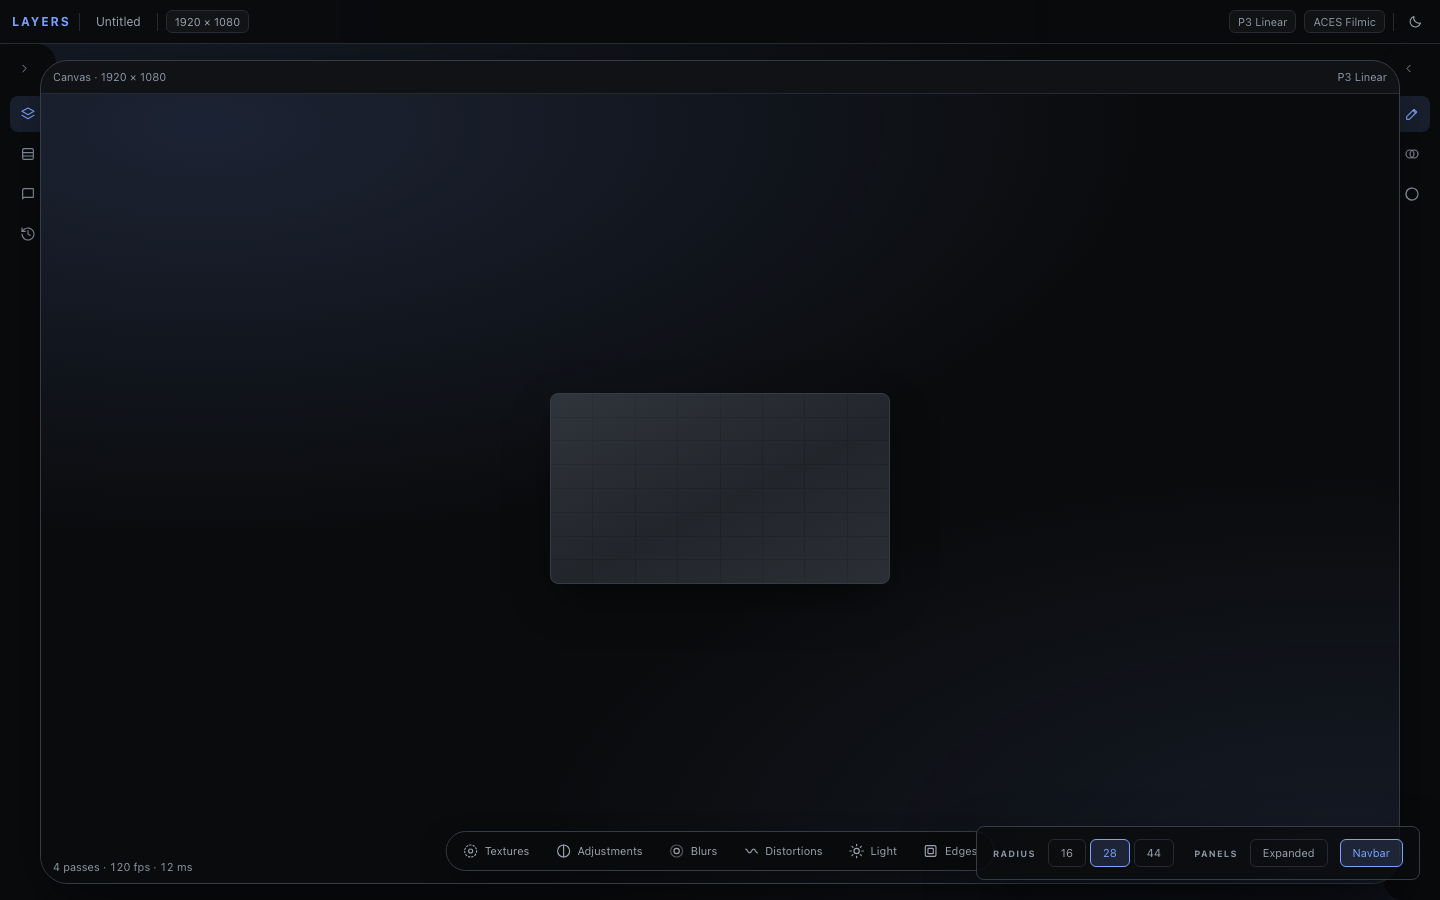 LAYERS Untitled 1920 × 1080 P3 Linear ACES Filmic
Canvas · 1920 × 1080 P3 Linear
Textures Adjustments Blurs Distortions Light Edges
RADIUS 16 28 44 PANELS Expanded Navbar
4 passes · 120 fps · 12 ms